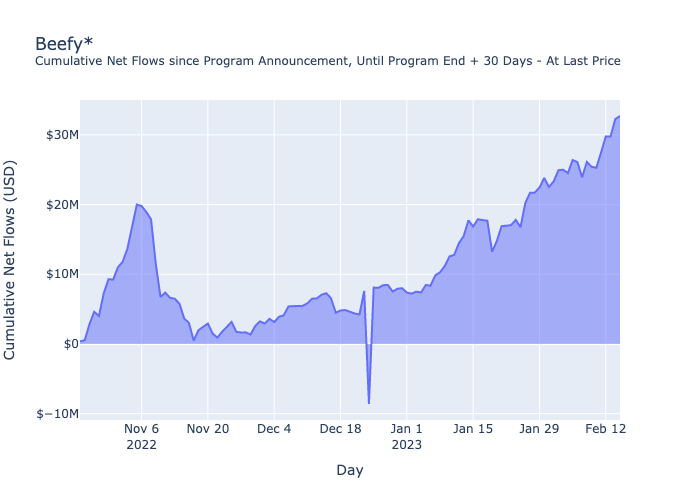 Beefy*
Cumulative Net Flows since Program Announcement, Until Program End + 30 Days - At Last Price
Cumulative Net Flows (USD)
$30M
$20M
$10M
$0
$−10M
Nov 6 Nov 20 Dec 4 Dec 18 Jan 1 Jan 15 Jan 29 Feb 12
2022 2023
Day